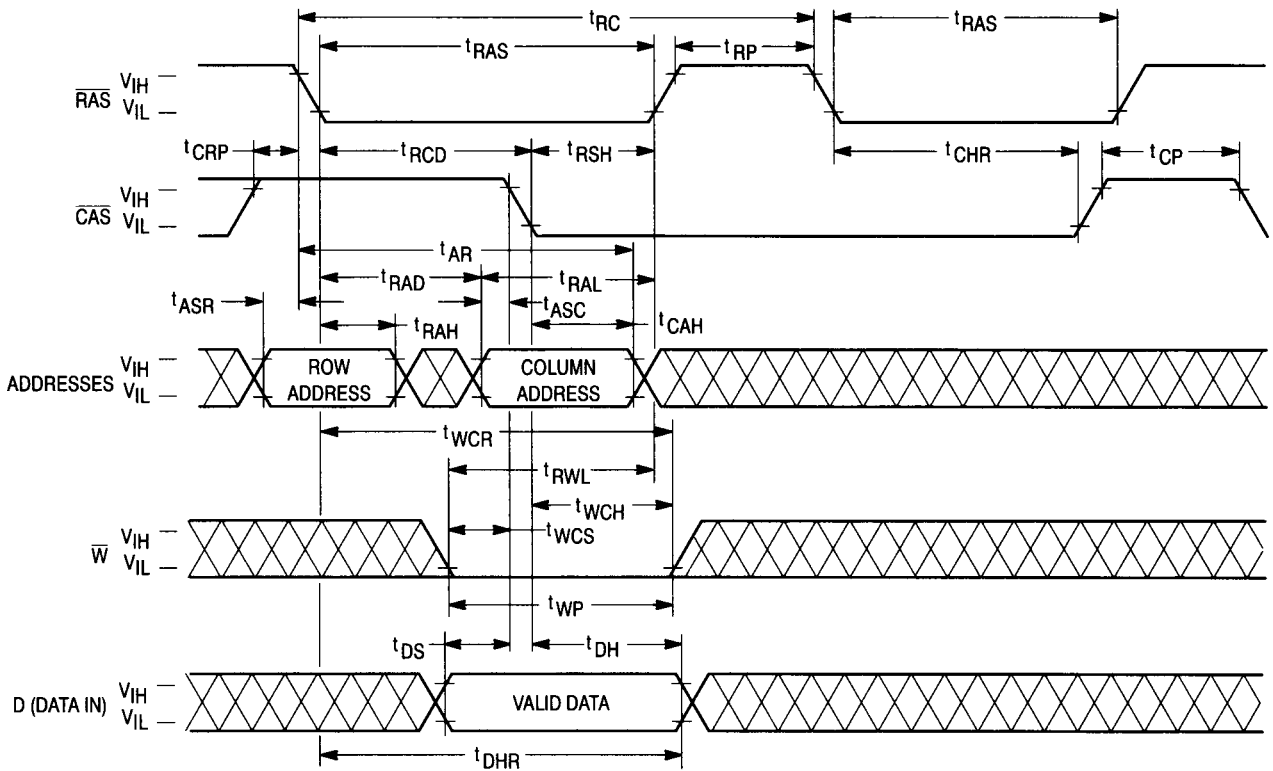 tRC
tRAS tRP tRAS
VIH
RAS
VIL
tCRP tRCD tRSH tCHR tCP
VIH
CAS
VIL
tAR
tRAD tRAL
tASR tRAH tASC tCAH
VIH
ADDRESSES
VIL
ROW ADDRESS
COLUMN ADDRESS
tWCR
tRWL
tWCH
tWCS
VIH
W
VIL
tWP
tDS tDH
VIH
D (DATA IN)
VIL
VALID DATA
tDHR